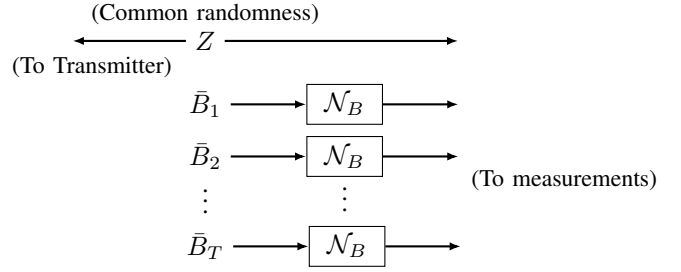 (Common randomness)
Z
(To Transmitter)
B̄₁ 𝒩_B
B̄₂ 𝒩_B
(To measurements)
⋮ ⋮
B̄_T 𝒩_B